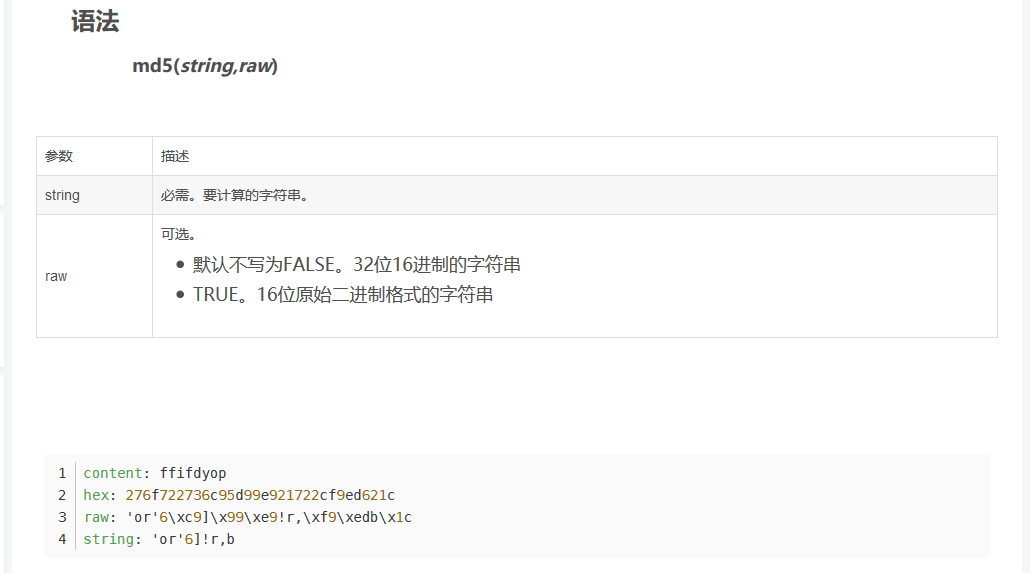 语法
md5(string,raw)
参数 描述
string 必需。要计算的字符串。
raw
可选。
默认不写为FALSE。32位16进制的字符串
TRUE。16位原始二进制格式的字符串
1 content: ffifdyop
2 hex: 276f722736c95d99e921722cf9ed621c
3 raw: 'or'6\xc9]\x99\xe9!r,\xf9\xedb\x1c
4 string: 'or'6]!r,b